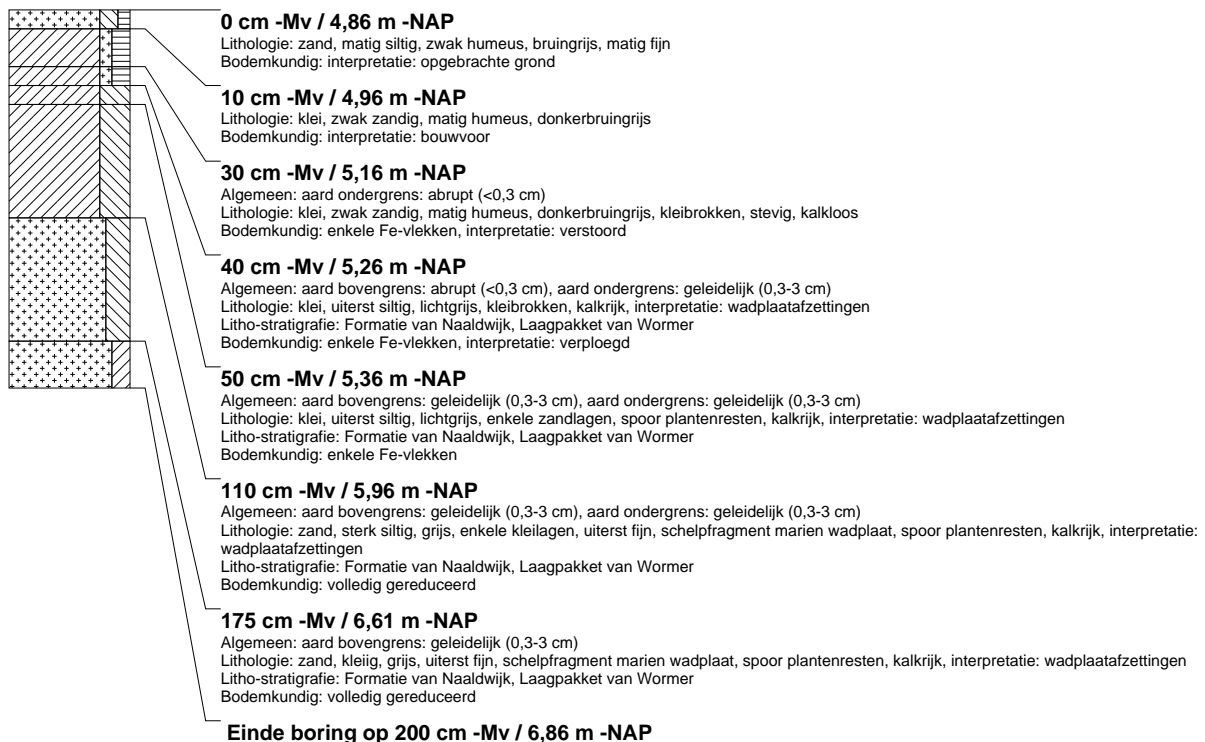 0 cm -Mv / 4,86 m -NAP
Lithologie: zand, matig siltig, zwak humeus, bruingrijs, matig fijn
Bodemkundig: interpretatie: opgebrachte grond
10 cm -Mv / 4,96 m -NAP
Lithologie: klei, zwak zandig, matig humeus, donkerbruingrijs
Bodemkundig: interpretatie: bouwvoor
30 cm -Mv / 5,16 m -NAP
Algemeen: aard ondergrens: abrupt (<0,3 cm)
Lithologie: klei, zwak zandig, matig humeus, donkerbruingrijs, kleibrokken, stevig, kalkloos
Bodemkundig: enkele Fe-vlekken, interpretatie: verstoord
40 cm -Mv / 5,26 m -NAP
Algemeen: aard bovengrens: abrupt (<0,3 cm), aard ondergrens: geleidelijk (0,3-3 cm)
Lithologie: klei, uiterst siltig, lichtgrijs, kleibrokken, kalkrijk, interpretatie: wadplaatafzettingen
Litho-stratigrafie: Formatie van Naaldwijk, Laagpakket van Wormer
Bodemkundig: enkele Fe-vlekken, interpretatie: verploegd
50 cm -Mv / 5,36 m -NAP
Algemeen: aard bovengrens: geleidelijk (0,3-3 cm), aard ondergrens: geleidelijk (0,3-3 cm)
Lithologie: klei, uiterst siltig, lichtgrijs, enkele zandlagen, spoor plantenresten, kalkrijk, interpretatie: wadplaatafzettingen
Litho-stratigrafie: Formatie van Naaldwijk, Laagpakket van Wormer
Bodemkundig: enkele Fe-vlekken
110 cm -Mv / 5,96 m -NAP
Algemeen: aard bovengrens: geleidelijk (0,3-3 cm), aard ondergrens: geleidelijk (0,3-3 cm)
Lithologie: zand, sterk siltig, grijs, enkele kleilagen, uiterst fijn, schelpfragment marien wadplaat, spoor plantenresten, kalkrijk, interpretatie:
wadplaatafzettingen
Litho-stratigrafie: Formatie van Naaldwijk, Laagpakket van Wormer
Bodemkundig: volledig gereduceerd
175 cm -Mv / 6,61 m -NAP
Algemeen: aard bovengrens: geleidelijk (0,3-3 cm)
Lithologie: zand, kleiig, grijs, uiterst fijn, schelpfragment marien wadplaat, spoor plantenresten, kalkrijk, interpretatie: wadplaatafzettingen
Litho-stratigrafie: Formatie van Naaldwijk, Laagpakket van Wormer
Bodemkundig: volledig gereduceerd
Einde boring op 200 cm -Mv / 6,86 m -NAP